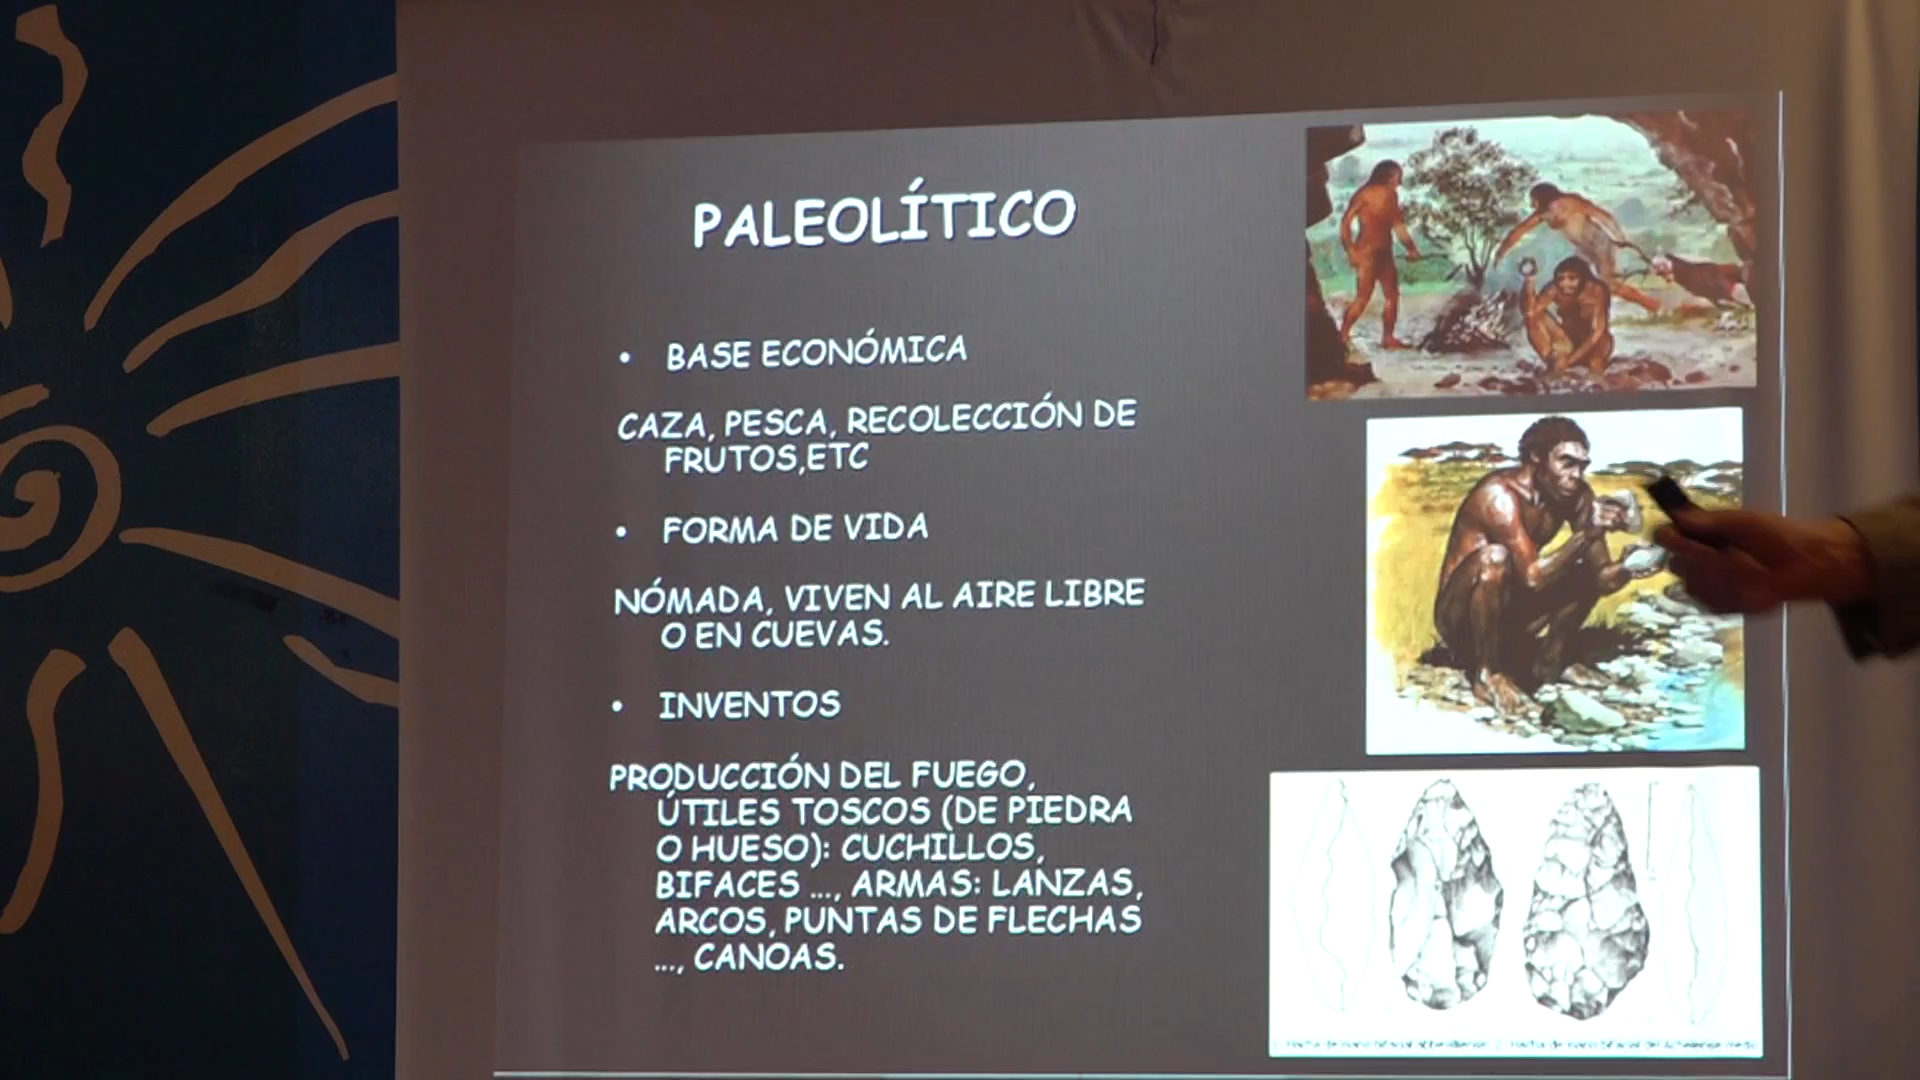 PALEOLÍTICO
• BASE ECONÓMICA
CAZA, PESCA, RECOLECCIÓN DE
FRUTOS,ETC
• FORMA DE VIDA
NÓMADA, VIVEN AL AIRE LIBRE
O EN CUEVAS.
• INVENTOS
PRODUCCIÓN DEL FUEGO,
ÚTILES TOSCOS (DE PIEDRA
O HUESO): CUCHILLOS,
BIFACES ..., ARMAS: LANZAS,
ARCOS, PUNTAS DE FLECHAS
..., CANOAS.